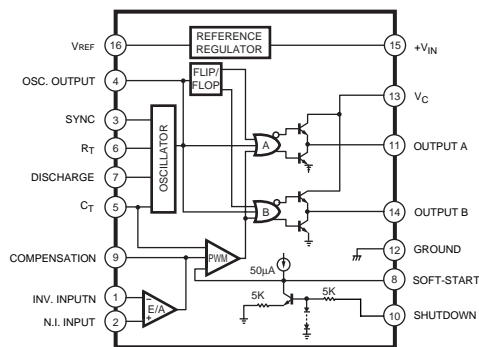 REFERENCE
REGULATOR
VREF 16
15 +VIN
OSC. OUTPUT 4
FLIP/
FLOP
13 VC
SYNC 3
RT 6
DISCHARGE 7
CT 5
OSCILLATOR
A
11 OUTPUT A
B
14 OUTPUT B
12 GROUND
COMPENSATION 9
PWM
50µA
8 SOFT-START
INV. INPUTN 1
N.I. INPUT 2
−
E/A
+
5K
5K
10 SHUTDOWN